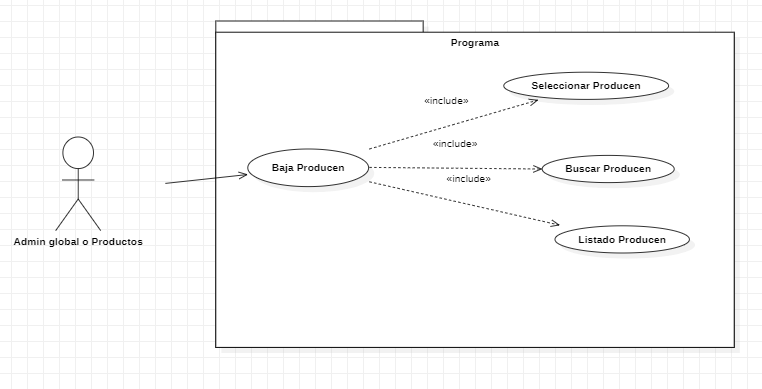 Programa
Seleccionar Producen
«include»
«include»
Baja Producen
Buscar Producen
«include»
Listado Producen
Admin global o Productos